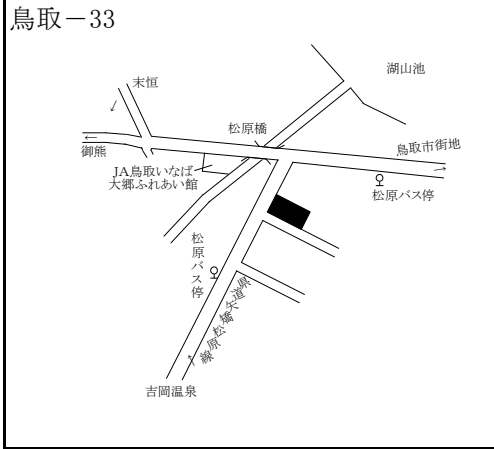 鳥取－33
湖山池
末恒
松原橋
←
御熊
鳥取市街地
→
JA鳥取いなば
大郷ふれあい館
松原バス停
松原バス停
県道矢矯松原線
吉岡温泉